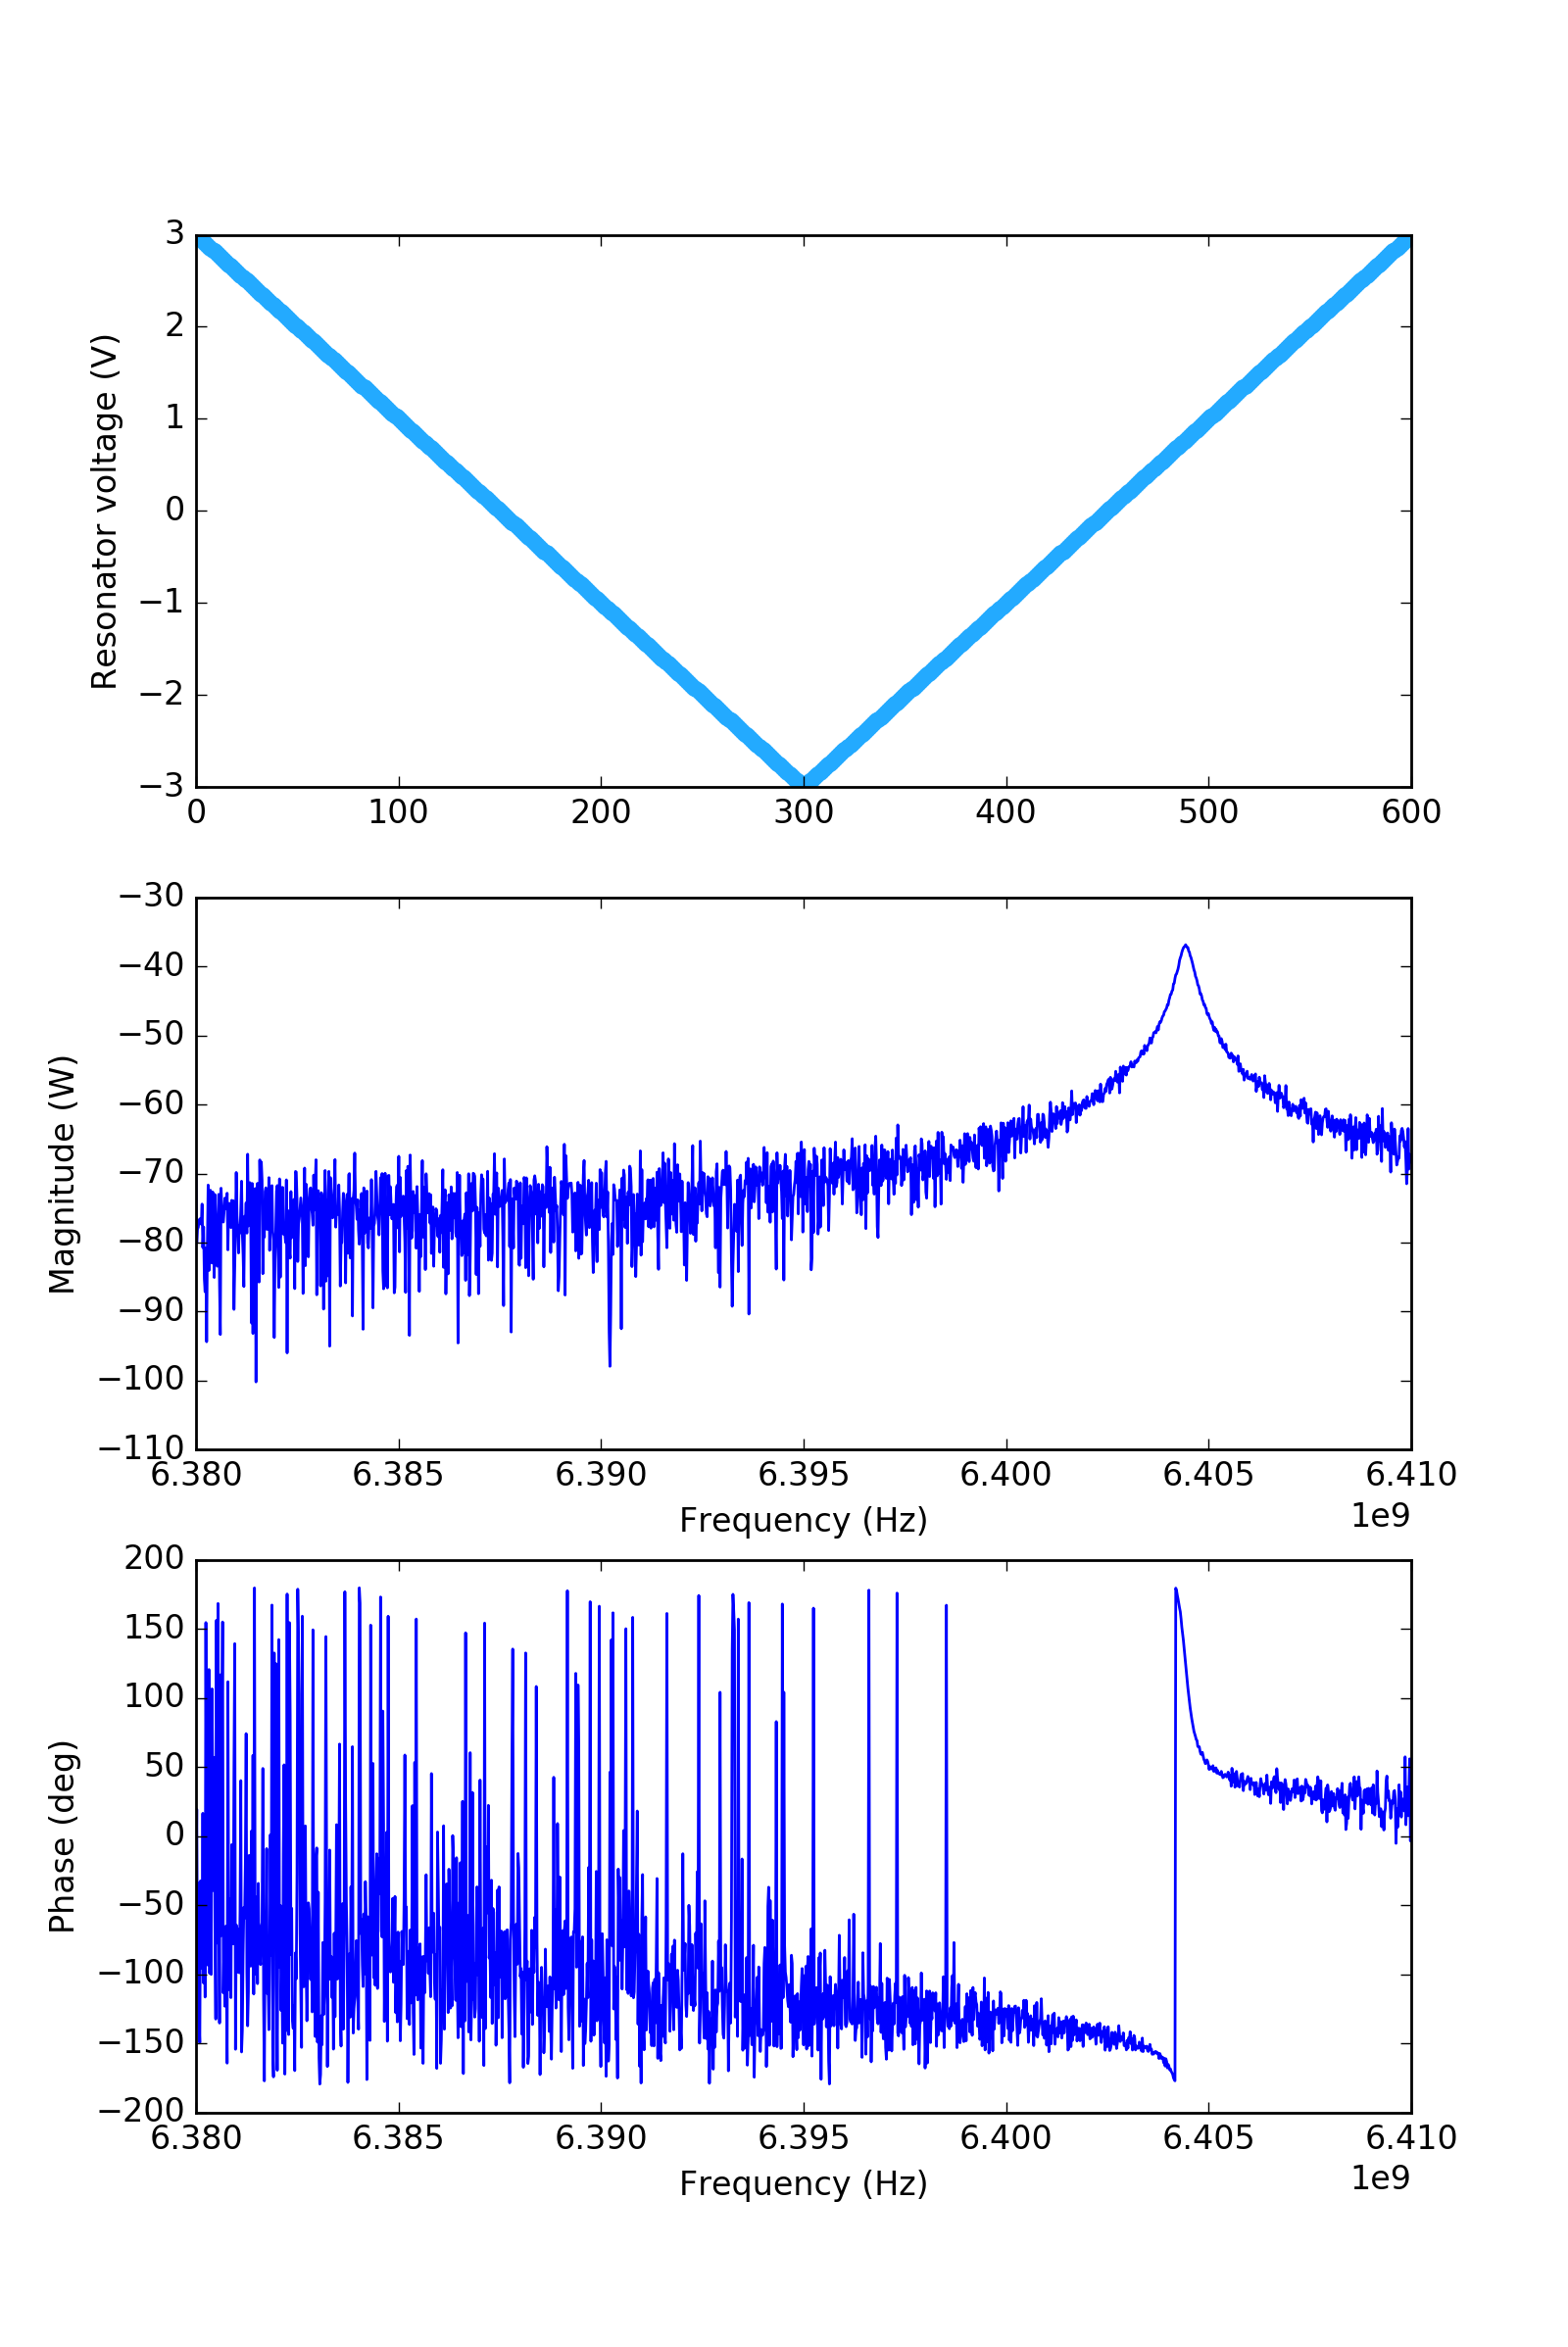 3
2
1
0
−1
−2
−3
Resonator voltage (V)
0 100 200 300 400 500 600
−30
−40
−50
−60
−70
−80
−90
−100
−110
Magnitude (W)
6.380 6.385 6.390 6.395 6.400 6.405 6.410
Frequency (Hz)
1e9
200
150
100
50
0
−50
−100
−150
−200
Phase (deg)
6.380 6.385 6.390 6.395 6.400 6.405 6.410
Frequency (Hz)
1e9